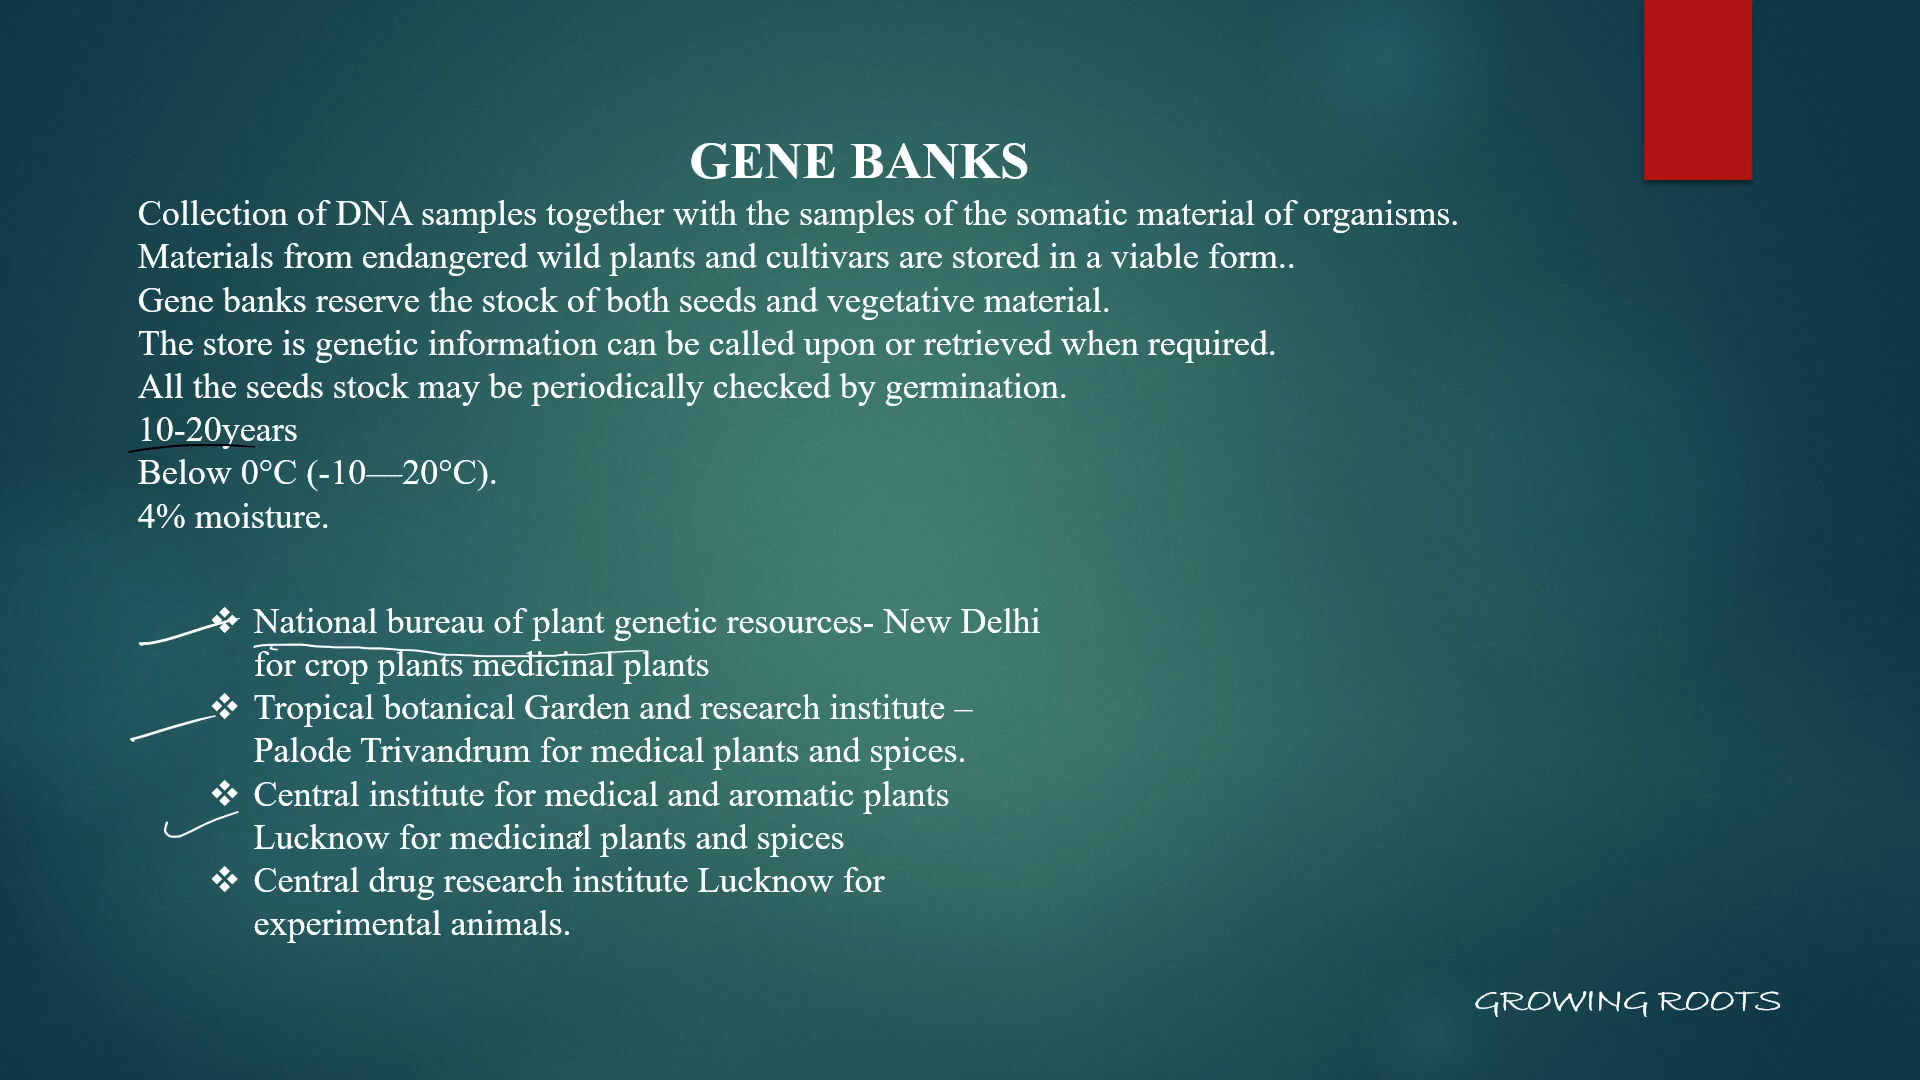 GENE BANKS
Collection of DNA samples together with the samples of the somatic material of organisms.
Materials from endangered wild plants and cultivars are stored in a viable form..
Gene banks reserve the stock of both seeds and vegetative material.
The store is genetic information can be called upon or retrieved when required.
All the seeds stock may be periodically checked by germination.
10-20years
Below 0°C (-10—20°C).
4% moisture.
❖ National bureau of plant genetic resources- New Delhi
for crop plants medicinal plants
❖ Tropical botanical Garden and research institute –
Palode Trivandrum for medical plants and spices.
❖ Central institute for medical and aromatic plants
Lucknow for medicinal plants and spices
❖ Central drug research institute Lucknow for
experimental animals.
GROWING ROOTS